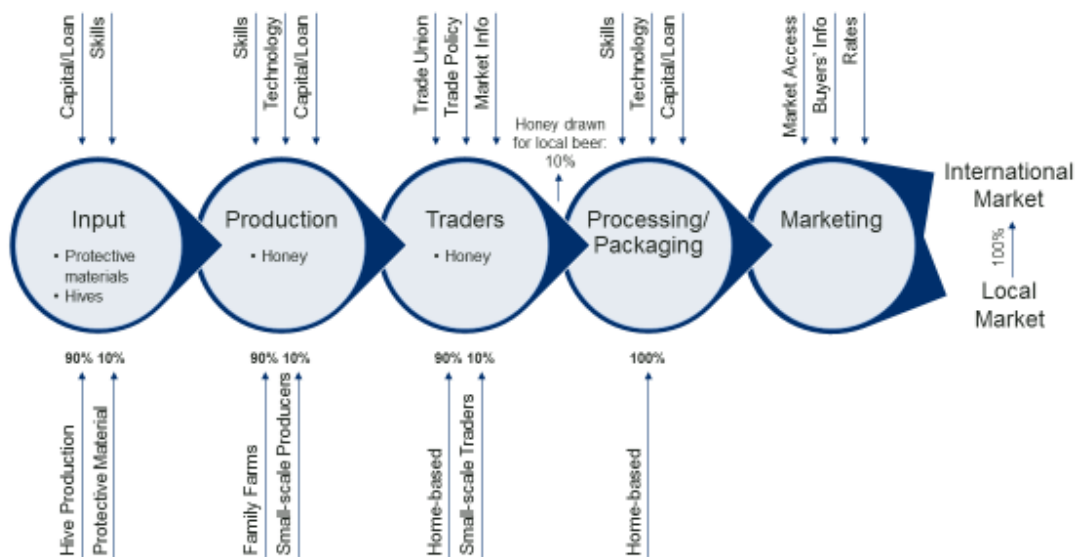 Capital/Loan
Skills
Skills
Technology
Capital/Loan
Trade Union
Trade Policy
Market Info
Honey drawn
for local beer:
10%
Skills
Technology
Capital/Loan
Market Access
Buyers' Info
Rates
Input
• Protective
materials
• Hives
Production
• Honey
Traders
• Honey
Processing/
Packaging
Marketing
International
Market
100%
Local
Market
90% 10%
90% 10%
90% 10%
100%
Hive Production
Protective Material
Family Farms
Small-scale Producers
Home-based
Small-scale Traders
Home-based